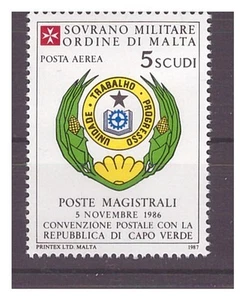 SOVRANO MILITARE
ORDINE DI MALTA
POSTA AEREA
5 SCUDI
UNIDADE · TRABALHO · PROGRESSO
POSTE MAGISTRALI
5 NOVEMBRE 1986
CONVENZIONE POSTALE CON LA
REPUBBLICA DI CAPO VERDE
PRINTEX LTD. MALTA
1987